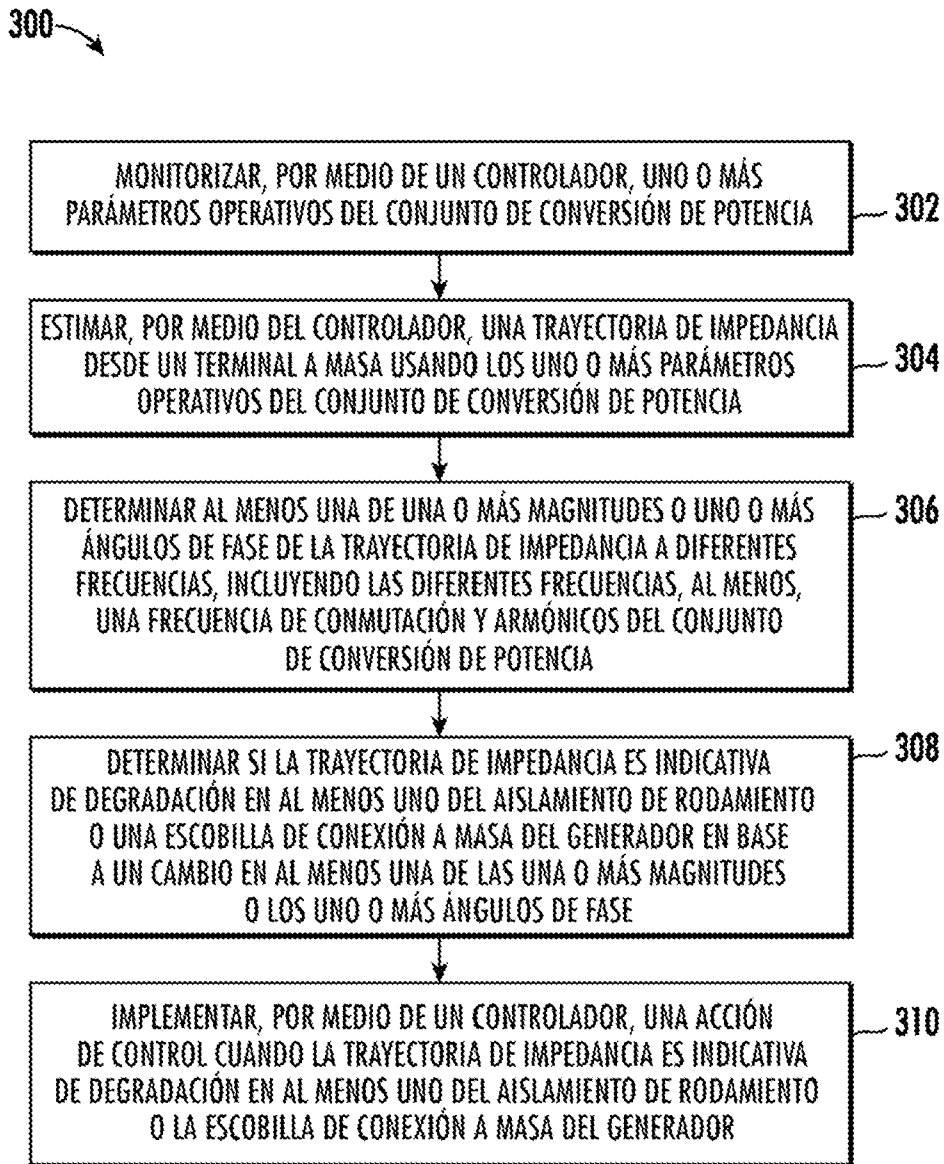 300
MONITORIZAR, POR MEDIO DE UN CONTROLADOR, UNO O MÁS
PARÁMETROS OPERATIVOS DEL CONJUNTO DE CONVERSIÓN DE POTENCIA
302
ESTIMAR, POR MEDIO DEL CONTROLADOR, UNA TRAYECTORIA DE IMPEDANCIA
DESDE UN TERMINAL A MASA USANDO LOS UNO O MÁS PARÁMETROS
OPERATIVOS DEL CONJUNTO DE CONVERSIÓN DE POTENCIA
304
DETERMINAR AL MENOS UNA DE UNA O MÁS MAGNITUDES O UNO O MÁS
ÁNGULOS DE FASE DE LA TRAYECTORIA DE IMPEDANCIA A DIFERENTES
FRECUENCIAS, INCLUYENDO LAS DIFERENTES FRECUENCIAS, AL MENOS,
UNA FRECUENCIA DE CONMUTACIÓN Y ARMÓNICOS DEL CONJUNTO
DE CONVERSIÓN DE POTENCIA
306
DETERMINAR SI LA TRAYECTORIA DE IMPEDANCIA ES INDICATIVA
DE DEGRADACIÓN EN AL MENOS UNO DEL AISLAMIENTO DE RODAMIENTO
O UNA ESCOBILLA DE CONEXIÓN A MASA DEL GENERADOR EN BASE
A UN CAMBIO EN AL MENOS UNA DE LAS UNA O MÁS MAGNITUDES
O LOS UNO O MÁS ÁNGULOS DE FASE
308
IMPLEMENTAR, POR MEDIO DE UN CONTROLADOR, UNA ACCIÓN
DE CONTROL CUANDO LA TRAYECTORIA DE IMPEDANCIA ES INDICATIVA
DE DEGRADACIÓN EN AL MENOS UNO DEL AISLAMIENTO DE RODAMIENTO
O LA ESCOBILLA DE CONEXIÓN A MASA DEL GENERADOR
310